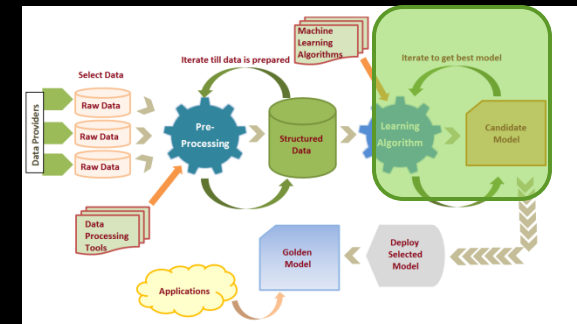 Machine
Learning
Algorithms
Iterate till data is prepared
Iterate to get best model
Select Data
Data Providers
Raw Data
Raw Data
Raw Data
Pre-
Processing
Structured
Data
Learning
Algorithm
Candidate
Model
Data
Processing
Tools
Golden
Model
Deploy
Selected
Model
Applications